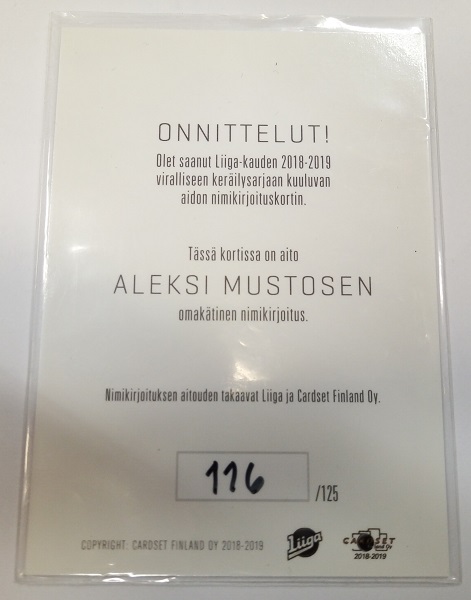 ONNITTELUT!
Olet saanut Liiga-kauden 2018-2019
viralliseen keräilysarjaan kuuluvan
aidon nimikirjoituskortin.
Tässä kortissa on aito
ALEKSI MUSTOSEN
omakätinen nimikirjoitus.
Nimikirjoituksen aitouden takaavat Liiga ja Cardset Finland Oy.
116 /125
COPYRIGHT: CARDSET FINLAND OY 2018-2019
Liiga
CARDSET
2018-2019